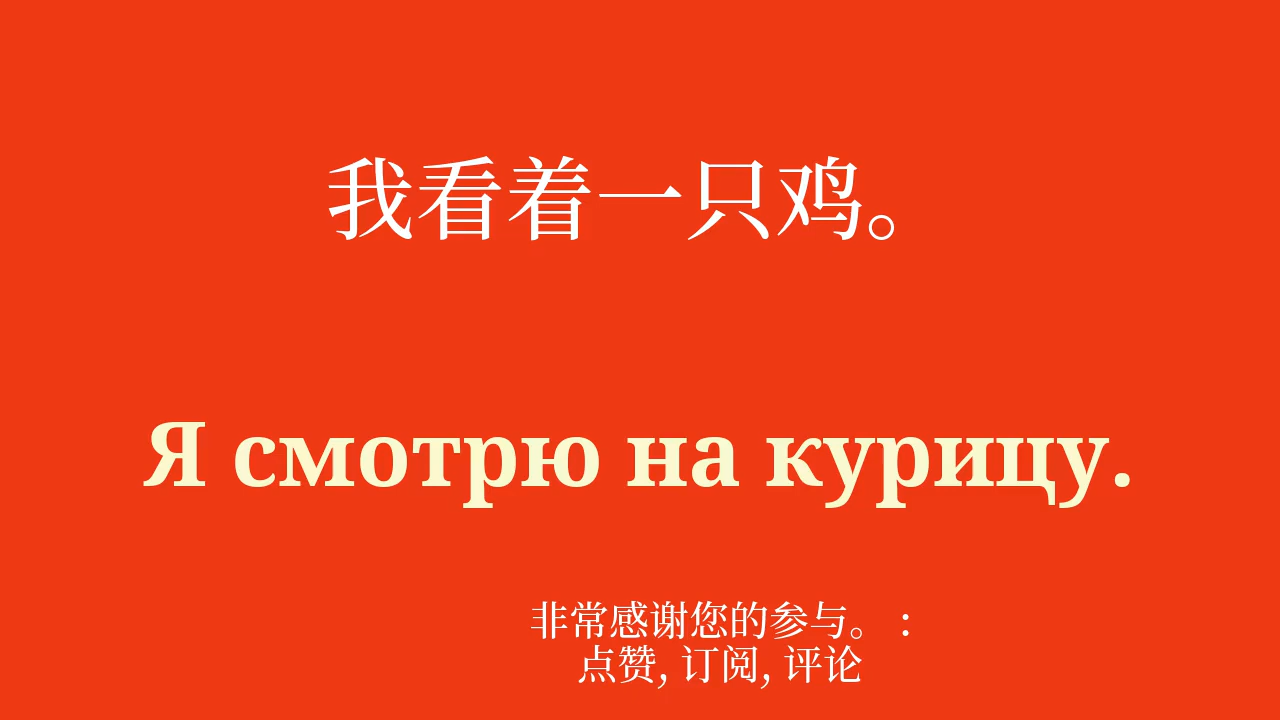 我看着一只鸡。
Я смотрю на курицу.
非常感谢您的参与。 :
点赞, 订阅, 评论